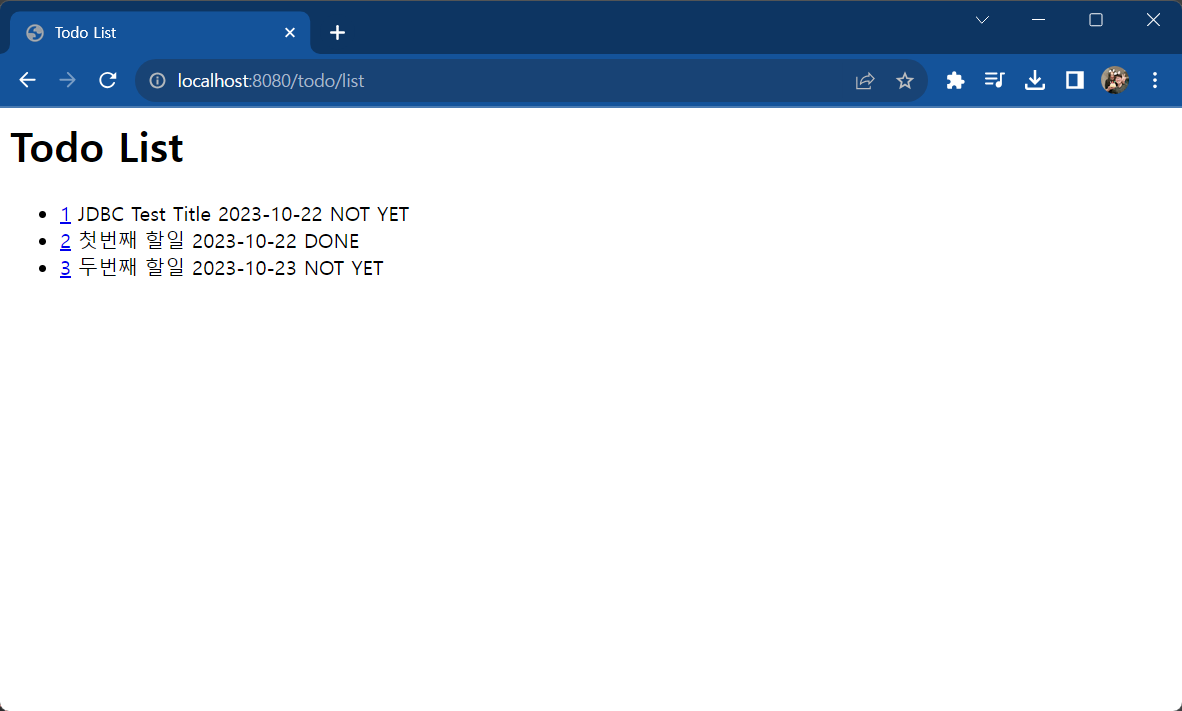 Todo List
localhost:8080/todo/list
Todo List
1 JDBC Test Title 2023-10-22 NOT YET
2 첫번째 할일 2023-10-22 DONE
3 두번째 할일 2023-10-23 NOT YET